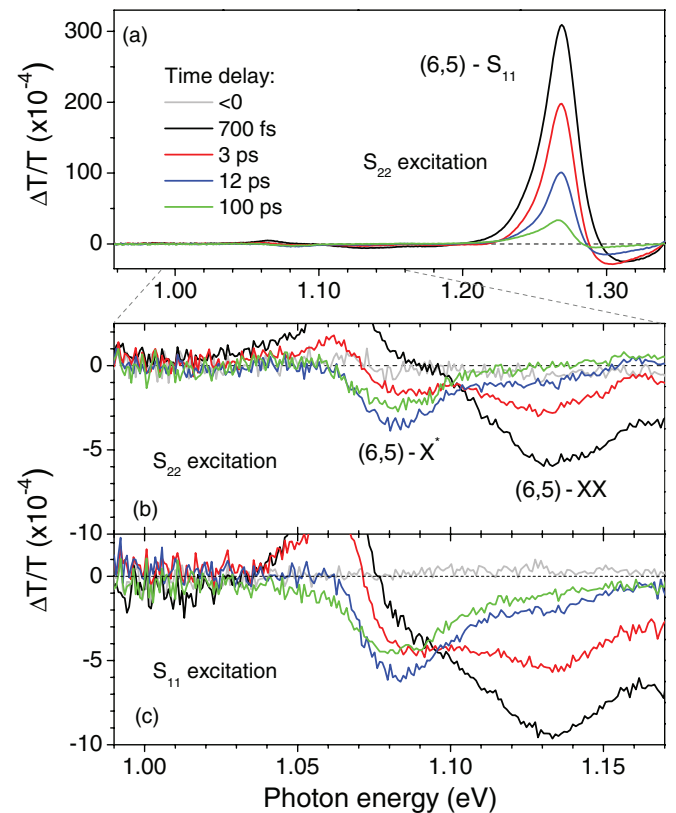 (a)
300
200
100
0
ΔT/T (x10⁻⁴)
Time delay:
<0
700 fs
3 ps
12 ps
100 ps
(6,5) - S₁₁
S₂₂ excitation
1.00
1.10
1.20
1.30
0
-5
-10
(6,5) - X*
(6,5) - XX
S₂₂ excitation
(b)
ΔT/T (x10⁻⁴)
0
-5
-10
S₁₁ excitation
(c)
1.00
1.05
1.10
1.15
Photon energy (eV)